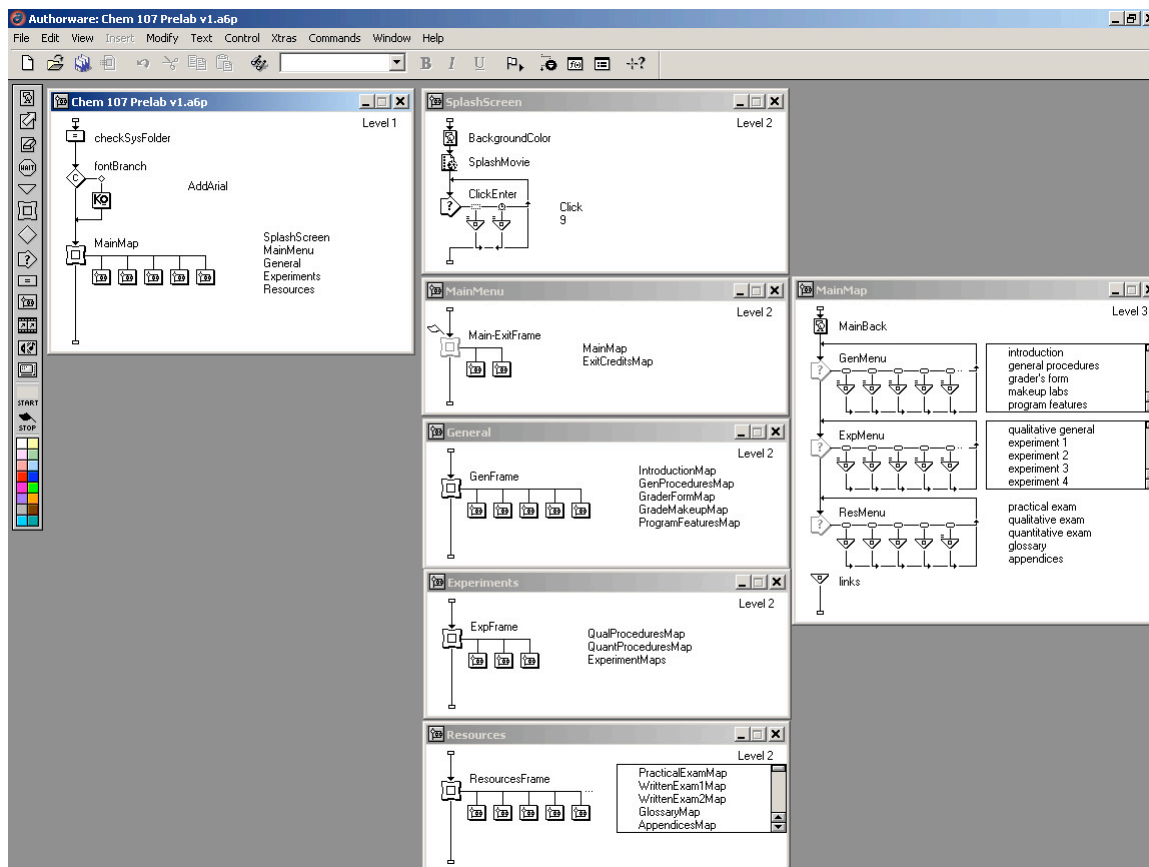 Authorware: Chem 107 Prelab v1.a6p
File Edit View Insert Modify Text Control Xtras Commands Window Help
B I U
WAIT
START
STOP
Chem 107 Prelab v1.a6p
Level 1
=
checkSysFolder
fontBranch
C
AddArial
KO
MainMap
SplashScreen
MainMenu
General
Experiments
Resources
SplashScreen
Level 2
BackgroundColor
SplashMovie
ClickEnter
?
Click
9
MainMenu
Level 2
Main-ExitFrame
MainMap
ExitCreditsMap
General
Level 2
GenFrame
IntroductionMap
GenProceduresMap
GraderFormMap
GradeMakeupMap
ProgramFeaturesMap
Experiments
Level 2
ExpFrame
QualProceduresMap
QuantProceduresMap
ExperimentMaps
Resources
Level 2
ResourcesFrame
...
PracticalExamMap
WrittenExam1Map
WrittenExam2Map
GlossaryMap
AppendicesMap
MainMap
Level 3
MainBack
GenMenu
?
introduction
general procedures
grader's form
makeup labs
program features
ExpMenu
?
qualitative general
experiment 1
experiment 2
experiment 3
experiment 4
ResMenu
?
practical exam
qualitative exam
quantitative exam
glossary
appendices
links